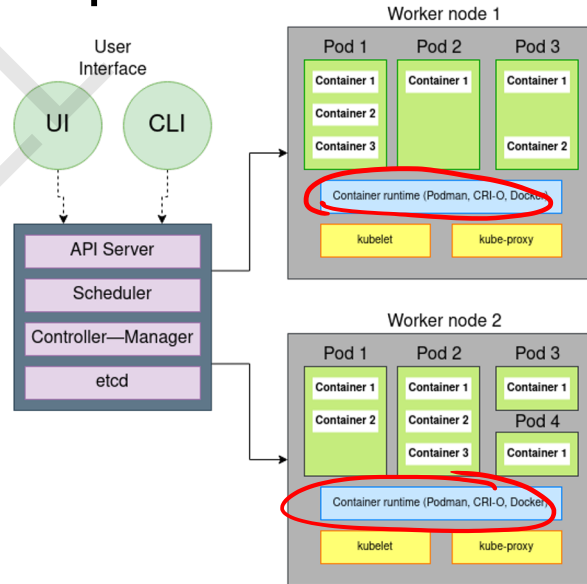 User
Interface
UI
CLI
API Server
Scheduler
Controller—Manager
etcd
Worker node 1
Pod 1
Pod 2
Pod 3
Container 1
Container 2
Container 3
Container 1
Container 1
Container 2
Container runtime (Podman, CRI-O, Docker)
kubelet
kube-proxy
Worker node 2
Pod 1
Pod 2
Pod 3
Container 1
Container 2
Container 1
Container 2
Container 3
Container 1
Pod 4
Container 1
Container runtime (Podman, CRI-O, Docker)
kubelet
kube-proxy